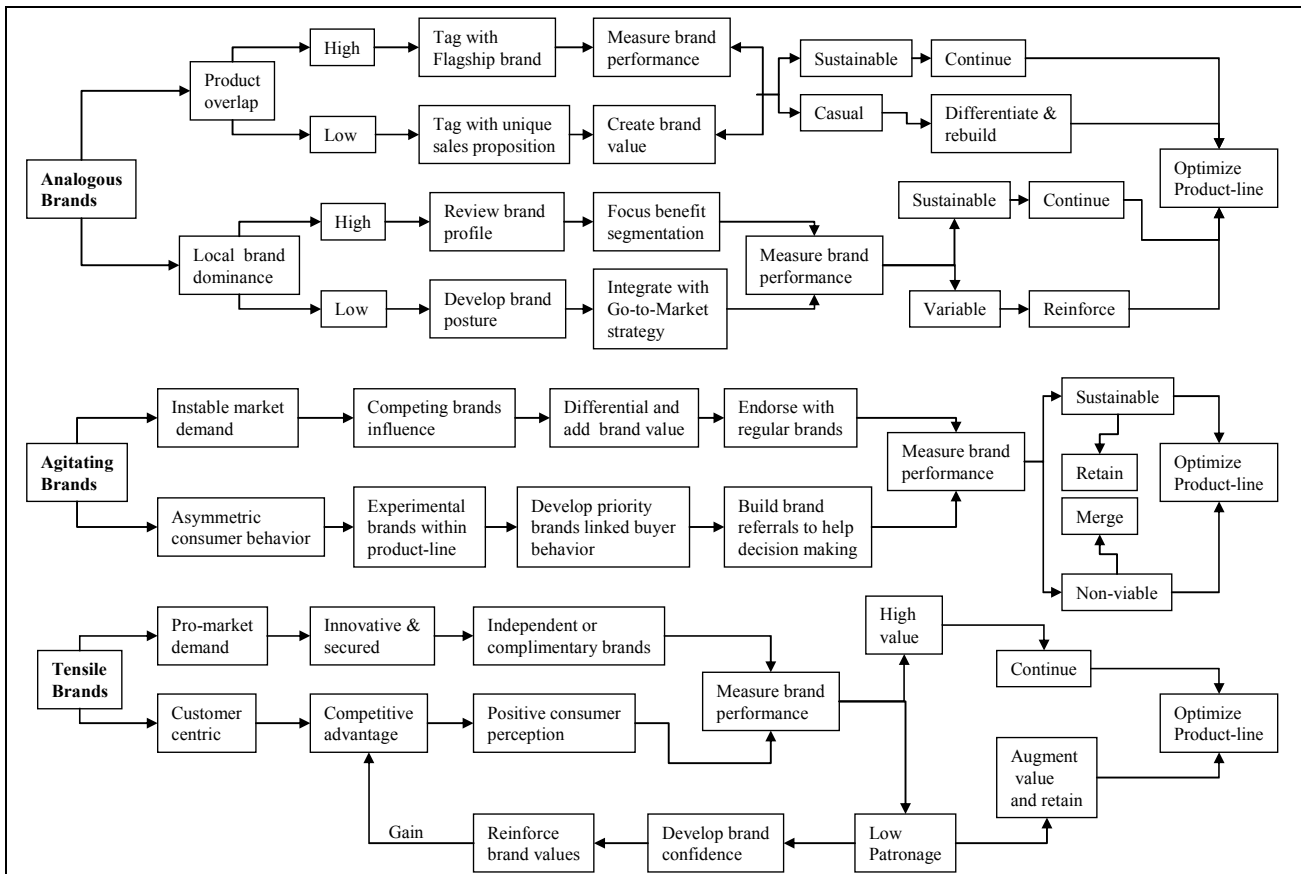 High
Tag with
Flagship brand
Measure brand
performance
Sustainable
Continue
Product
overlap
Casual
Differentiate &
rebuild
Low
Tag with unique
sales proposition
Create brand
value
Analogous
Brands
Optimize
Product-line
High
Review brand
profile
Focus benefit
segmentation
Sustainable
Continue
Local brand
dominance
Measure brand
performance
Low
Develop brand
posture
Integrate with
Go-to-Market
strategy
Variable
Reinforce
Instable market
demand
Competing brands
influence
Differential and
add brand value
Endorse with
regular brands
Sustainable
Agitating
Brands
Measure brand
performance
Retain
Optimize
Product-line
Merge
Asymmetric
consumer behavior
Experimental
brands within
product-line
Develop priority
brands linked buyer
behavior
Build brand
referrals to help
decision making
Non-viable
Pro-market
demand
Innovative &
secured
Independent or
complimentary brands
High
value
Tensile
Brands
Continue
Measure brand
performance
Customer
centric
Competitive
advantage
Positive consumer
perception
Optimize
Product-line
Augment
value
and retain
Gain
Reinforce
brand values
Develop brand
confidence
Low
Patronage